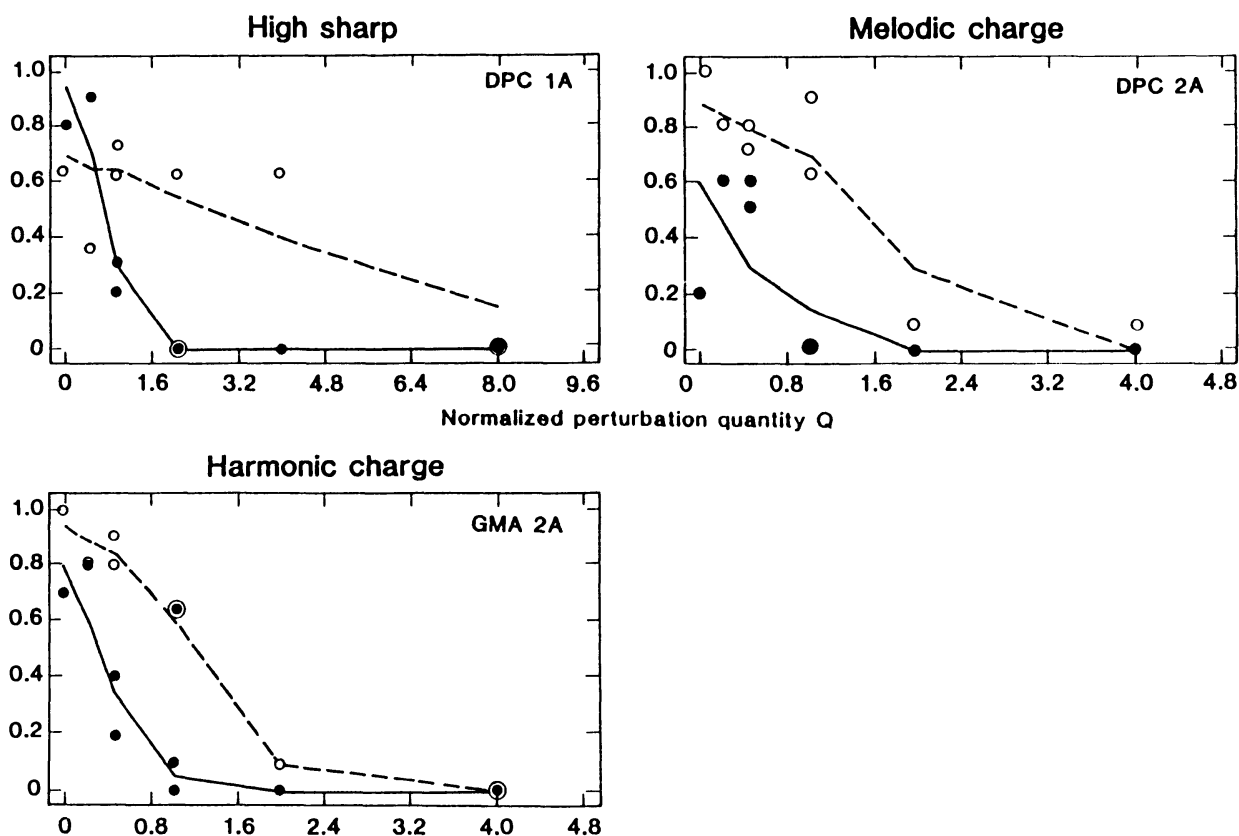 High sharp
DPC 1A
1.0
0.8
0.6
0.4
0.2
0
0 1.6 3.2 4.8 6.4 8.0 9.6
Melodic charge
DPC 2A
1.0
0.8
0.6
0.4
0.2
0
0 0.8 1.6 2.4 3.2 4.0 4.8
Normalized perturbation quantity Q
Harmonic charge
GMA 2A
1.0
0.8
0.6
0.4
0.2
0
0 0.8 1.6 2.4 3.2 4.0 4.8